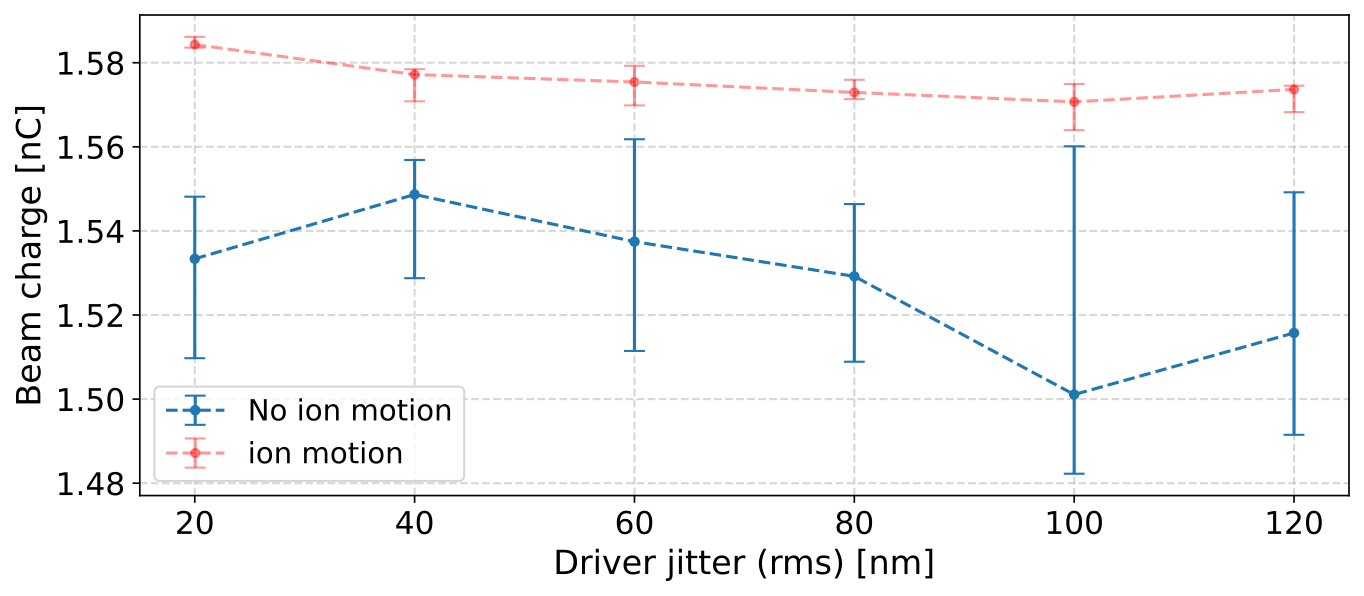 Beam charge [nC]
1.58
1.56
1.54
1.52
1.50
1.48
No ion motion
ion motion
20 40 60 80 100 120
Driver jitter (rms) [nm]